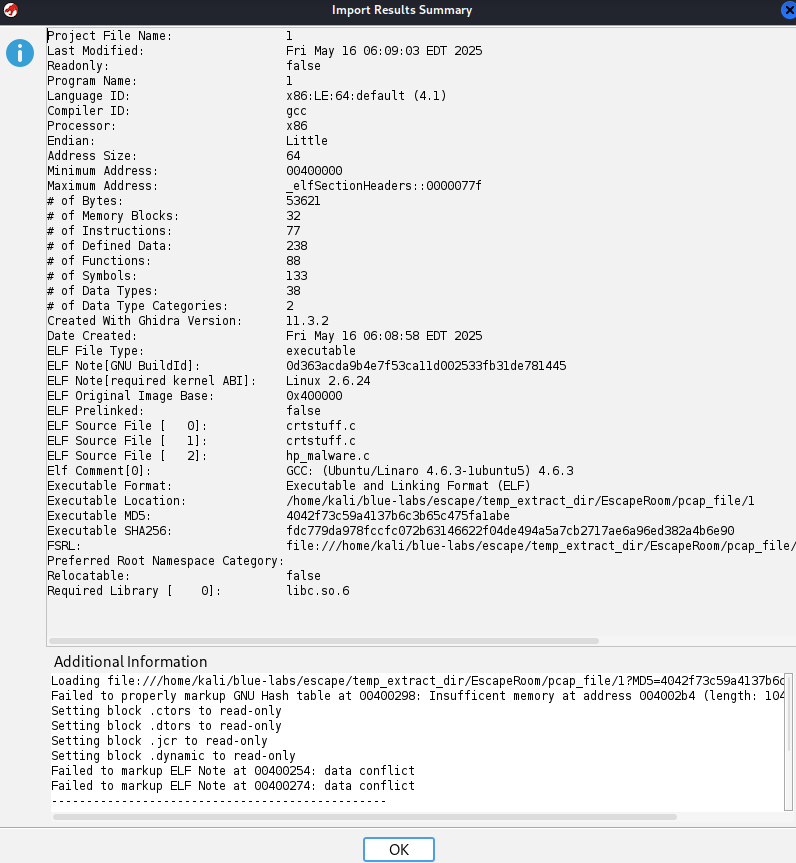 Import Results Summary
Project File Name: 1
Last Modified: Fri May 16 06:09:03 EDT 2025
Readonly: false
Program Name: 1
Language ID: x86:LE:64:default (4.1)
Compiler ID: gcc
Processor: x86
Endian: Little
Address Size: 64
Minimum Address: 00400000
Maximum Address: _elfSectionHeaders::0000077f
# of Bytes: 53621
# of Memory Blocks: 32
# of Instructions: 77
# of Defined Data: 238
# of Functions: 88
# of Symbols: 133
# of Data Types: 38
# of Data Type Categories: 2
Created With Ghidra Version: 11.3.2
Date Created: Fri May 16 06:08:58 EDT 2025
ELF File Type: executable
ELF Note[GNU BuildId]: 0d363acda9b4e7f53ca11d002533fb31de781445
ELF Note[required kernel ABI]: Linux 2.6.24
ELF Original Image Base: 0x400000
ELF Prelinked: false
ELF Source File [ 0]: crtstuff.c
ELF Source File [ 1]: crtstuff.c
ELF Source File [ 2]: hp_malware.c
Elf Comment[0]: GCC: (Ubuntu/Linaro 4.6.3-1ubuntu5) 4.6.3
Executable Format: Executable and Linking Format (ELF)
Executable Location: /home/kali/blue-labs/escape/temp_extract_dir/EscapeRoom/pcap_file/1
Executable MD5: 4042f73c59a4137b6c3b65c475fa1abe
Executable SHA256: fdc779da978fccfc072b63146622f04de494a5a7cb2717ae6a96ed382a4b6e90
FSRL: file:///home/kali/blue-labs/escape/temp_extract_dir/EscapeRoom/pcap_file/
Preferred Root Namespace Category:
Relocatable: false
Required Library [ 0]: libc.so.6
Additional Information
Loading file:///home/kali/blue-labs/escape/temp_extract_dir/EscapeRoom/pcap_file/1?MD5=4042f73c59a4137b6c
Failed to properly markup GNU Hash table at 00400298: Insufficent memory at address 004002b4 (length: 104
Setting block .ctors to read-only
Setting block .dtors to read-only
Setting block .jcr to read-only
Setting block .dynamic to read-only
Failed to markup ELF Note at 00400254: data conflict
Failed to markup ELF Note at 00400274: data conflict
------------------------------------------------
OK